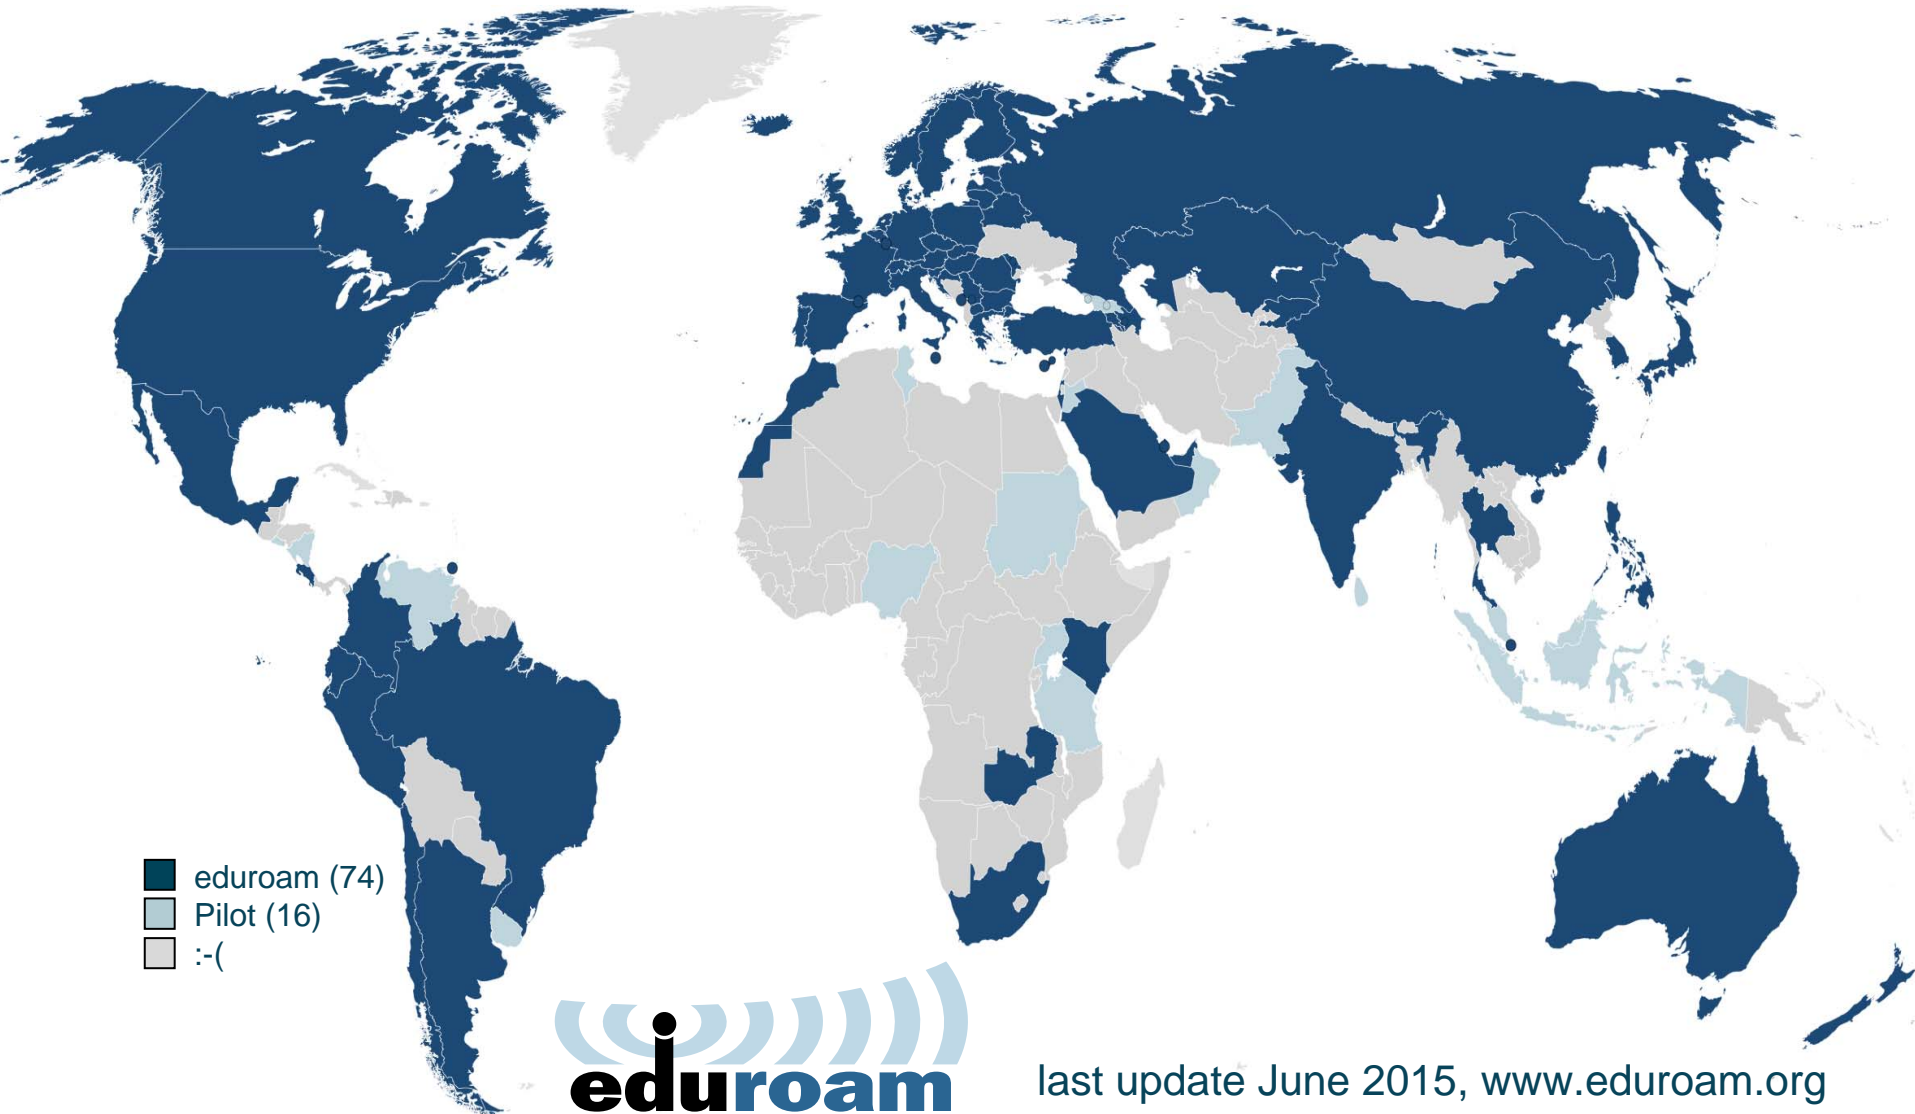 eduroam (74)
Pilot (16)
:-(
eduroam
last update June 2015, www.eduroam.org